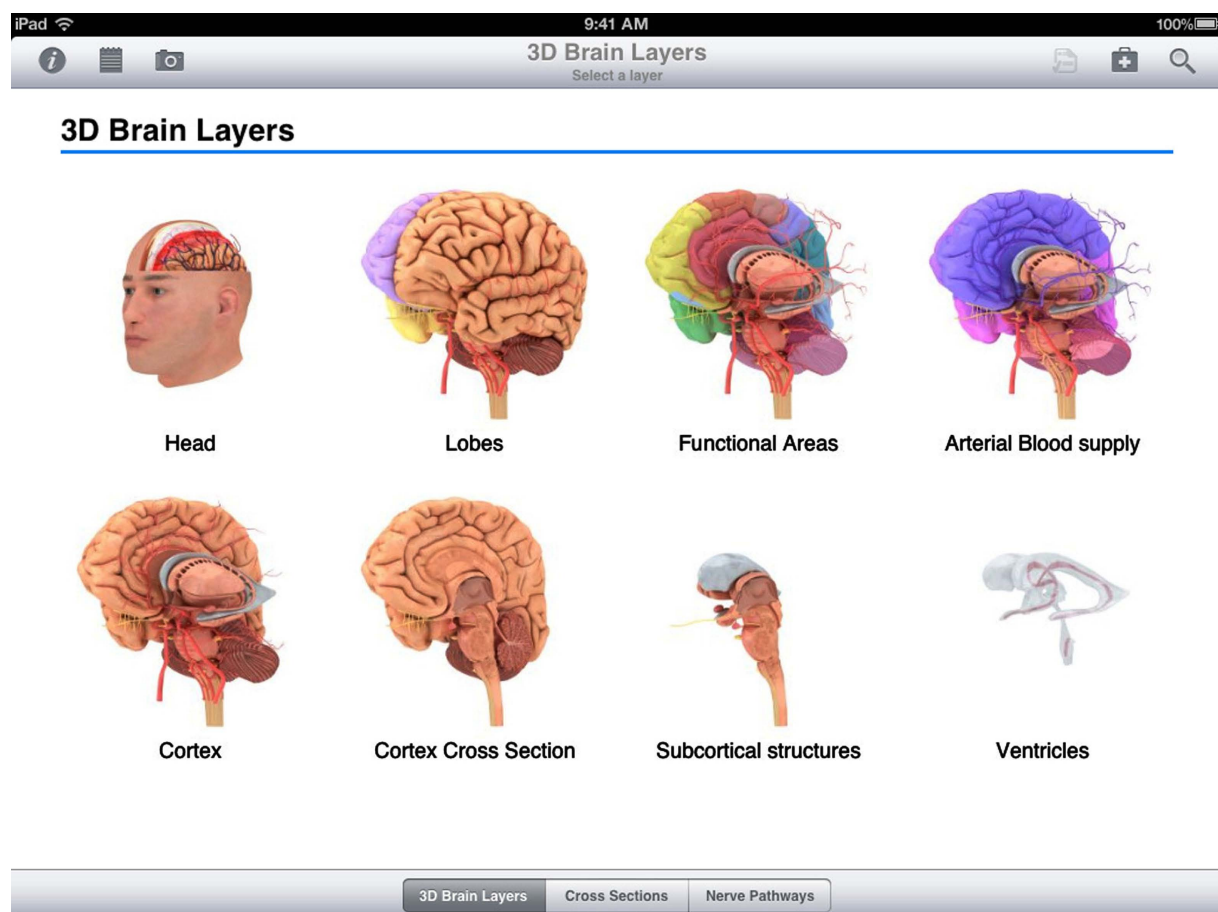 iPad 9:41 AM 100%
3D Brain Layers
Select a layer
3D Brain Layers
Head Lobes Functional Areas Arterial Blood supply
Cortex Cortex Cross Section Subcortical structures Ventricles
3D Brain Layers Cross Sections Nerve Pathways